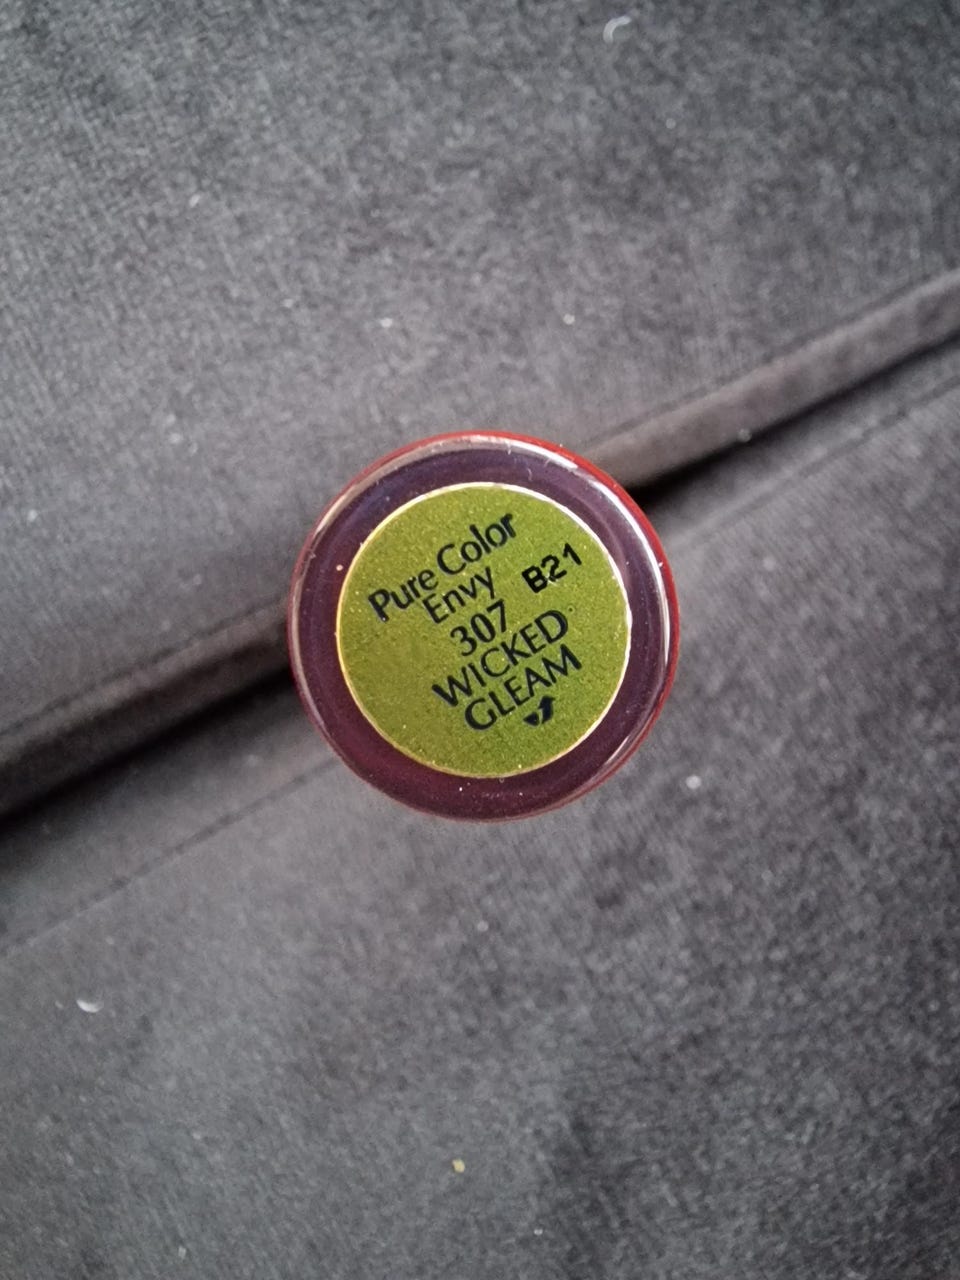 Pure Color
Envy
B21
307
WICKED
GLEAM